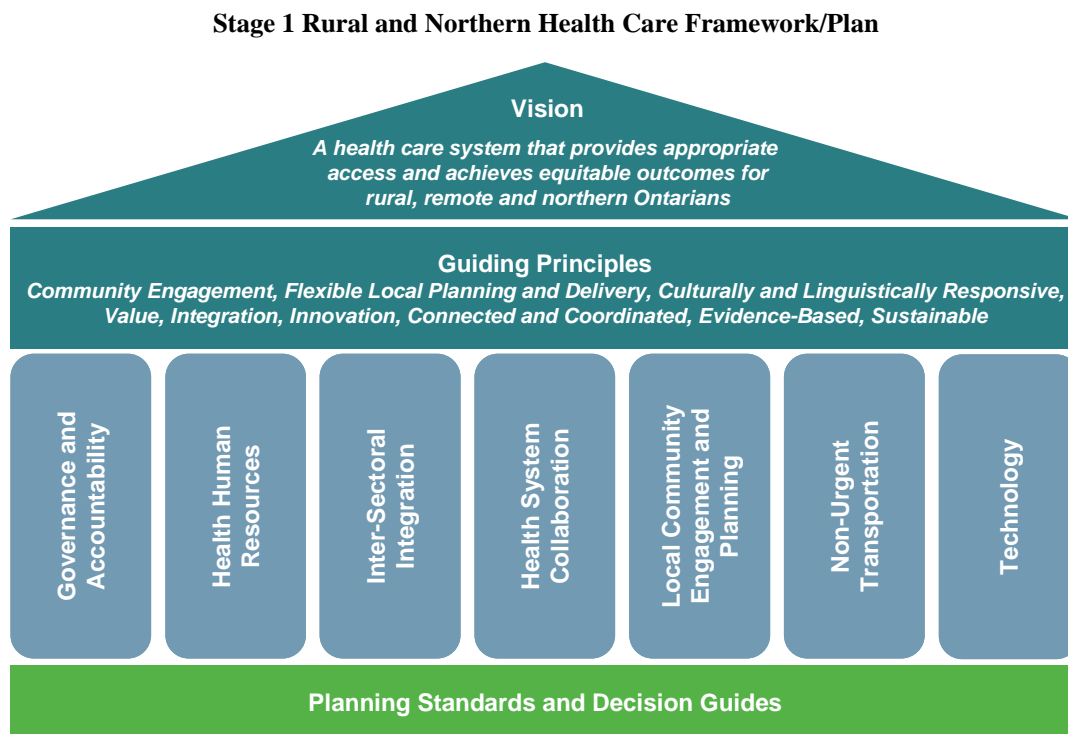 Stage 1 Rural and Northern Health Care Framework/Plan
Vision
A health care system that provides appropriate
access and achieves equitable outcomes for
rural, remote and northern Ontarians
Guiding Principles
Community Engagement, Flexible Local Planning and Delivery, Culturally and Linguistically Responsive,
Value, Integration, Innovation, Connected and Coordinated, Evidence-Based, Sustainable
Governance and
Accountability
Health Human
Resources
Inter-Sectoral
Integration
Health System
Collaboration
Local Community
Engagement and
Planning
Non-Urgent
Transportation
Technology
Planning Standards and Decision Guides